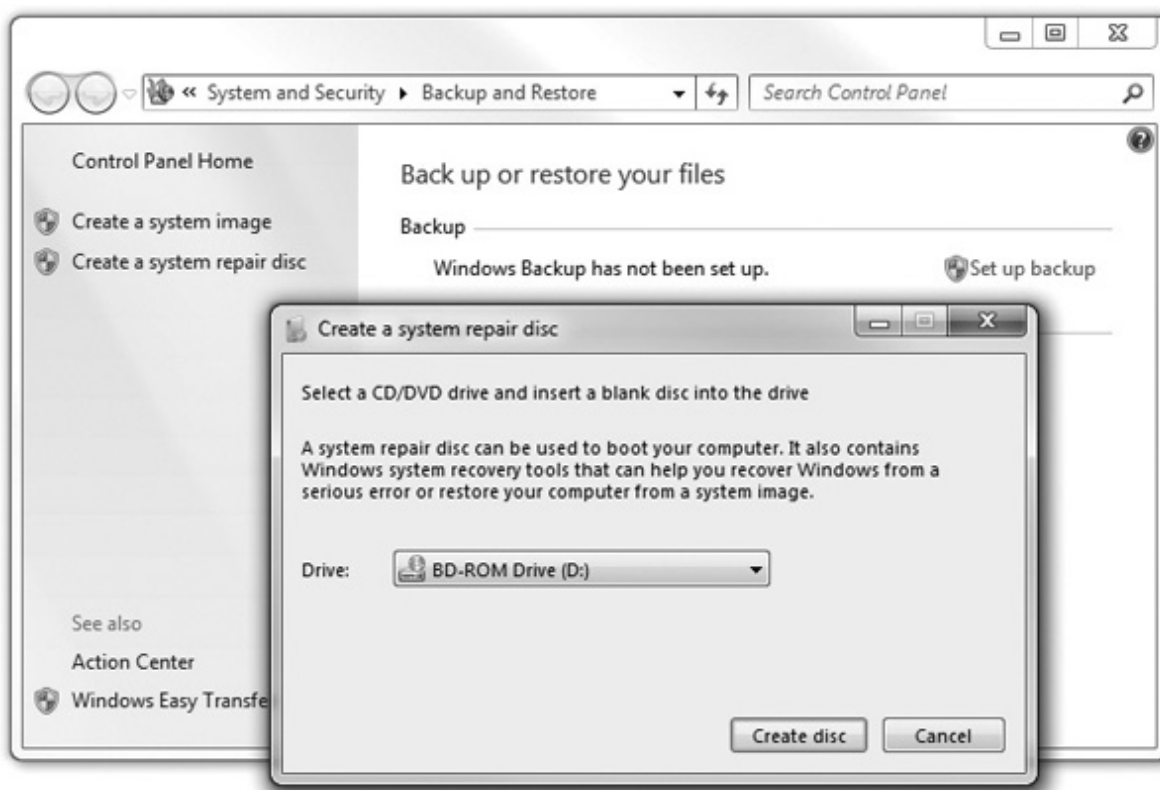 « System and Security ▸ Backup and Restore
Search Control Panel
Control Panel Home
Create a system image
Create a system repair disc
Back up or restore your files
Backup
Windows Backup has not been set up.
Set up backup
Create a system repair disc
Select a CD/DVD drive and insert a blank disc into the drive
A system repair disc can be used to boot your computer. It also contains
Windows system recovery tools that can help you recover Windows from a
serious error or restore your computer from a system image.
Drive:
BD-ROM Drive (D:)
See also
Action Center
Windows Easy Transfe
Create disc
Cancel